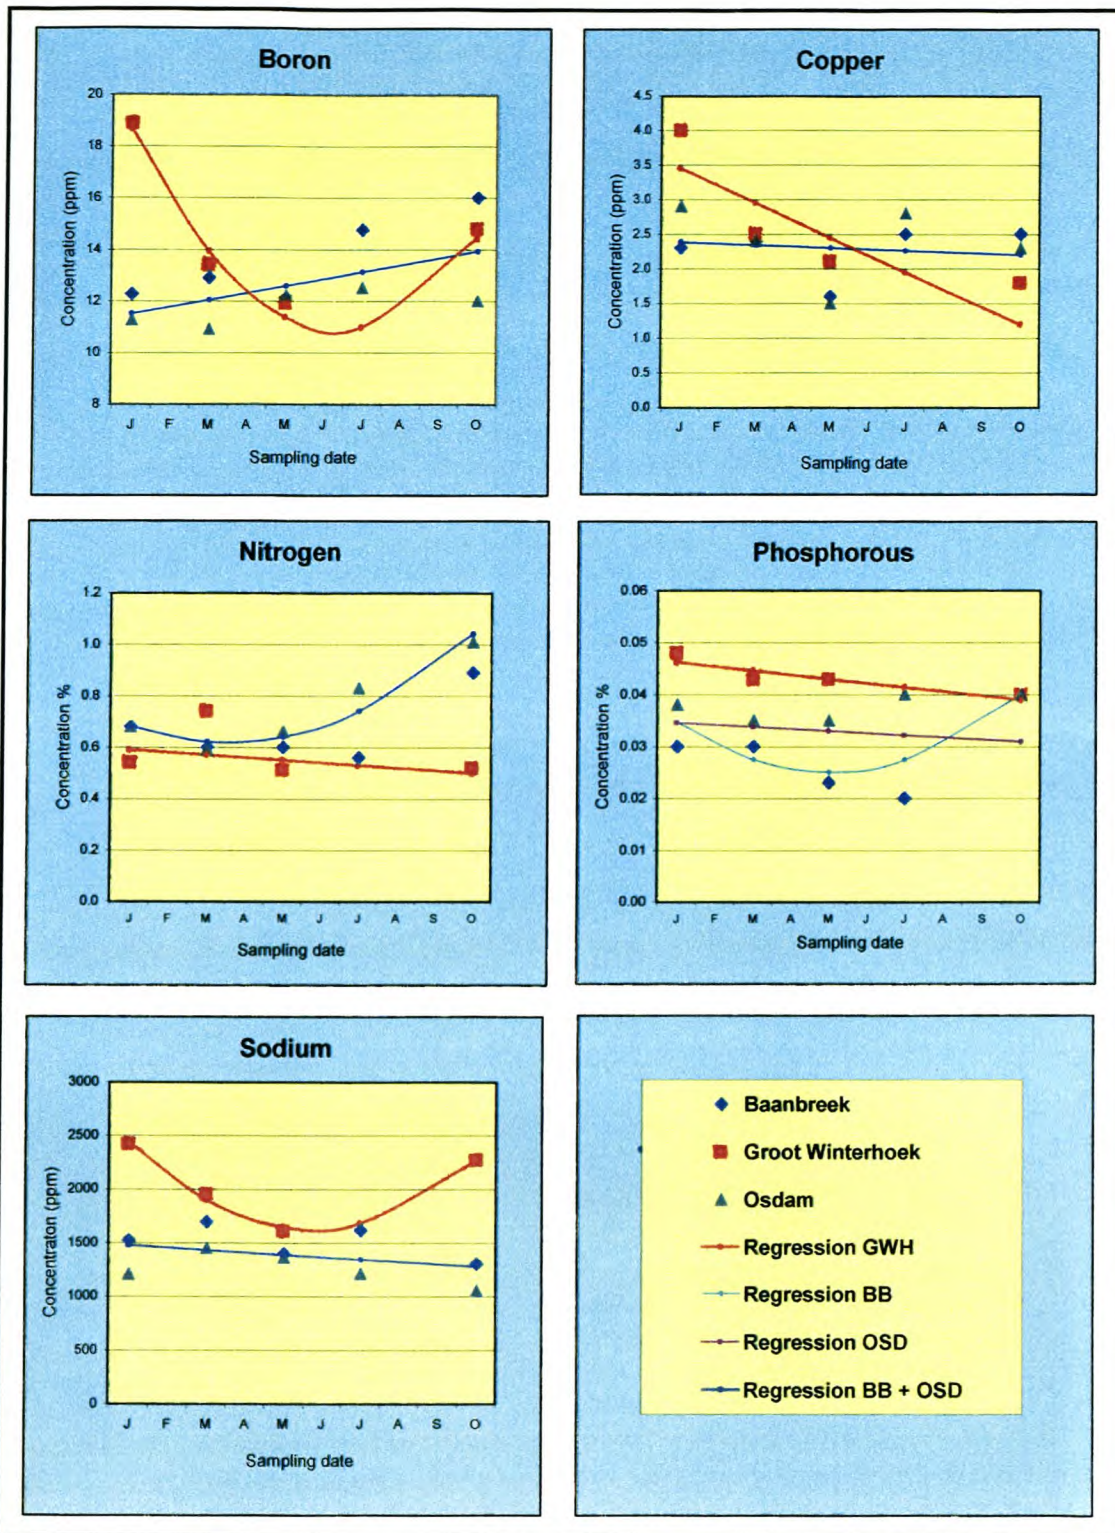 Boron
20
18
16
14
12
10
8
Concentration (ppm)
J F M A M J J A S O
Sampling date
Copper
4.5
4.0
3.5
3.0
2.5
2.0
1.5
1.0
0.5
0.0
Concentration (ppm)
J F M A M J J A S O
Sampling date
Nitrogen
1.2
1.0
0.8
0.6
0.4
0.2
0.0
Concentration %
J F M A M J J A S O
Sampling date
Phosphorous
0.06
0.05
0.04
0.03
0.02
0.01
0.00
Concentration %
J F M A M J J A S O
Sampling date
Sodium
3000
2500
2000
1500
1000
500
0
Concentraton (ppm)
J F M A M J J A S O
Sampling date
Baanbreek
Groot Winterhoek
Osdam
Regression GWH
Regression BB
Regression OSD
Regression BB + OSD